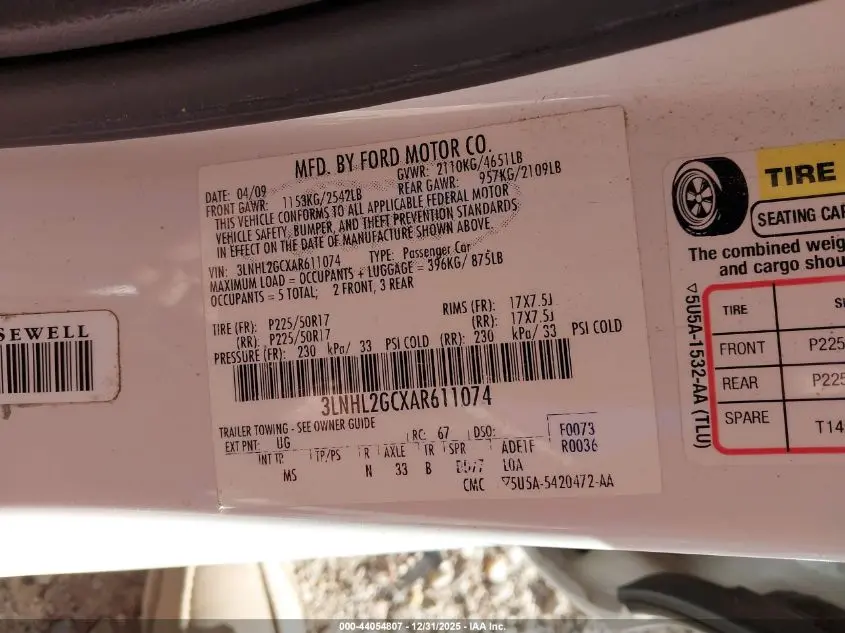 MFD. BY FORD MOTOR CO.
DATE: 04/09 GVWR: 2110KG/4651LB
FRONT GAWR: 1153KG/2542LB REAR GAWR: 957KG/2109LB
THIS VEHICLE CONFORMS TO ALL APPLICABLE FEDERAL MOTOR
VEHICLE SAFETY, BUMPER, AND THEFT PREVENTION STANDARDS
IN EFFECT ON THE DATE OF MANUFACTURE SHOWN ABOVE
VIN: 3LNHL2GCXAR611074 TYPE: Passenger Car
MAXIMUM LOAD = OCCUPANTS + LUGGAGE = 396KG/ 875LB
OCCUPANTS = 5 TOTAL; 2 FRONT, 3 REAR
TIRE (FR): P225/50R17 RIMS (FR): 17X7.5J
(RR): P225/50R17 (RR): 17X7.5J
PRESSURE (FR): 230 kPa/ 33 PSI COLD (RR): 230 kPa/ 33 PSI COLD
3LNHL2GCXAR611074
TRAILER TOWING - SEE OWNER GUIDE
EXT PNT: UG RC: 67 DSO: F0073
INT TR TP/PS R AXLE TR SPR ADE1F R0036
MS N 33 B
CMC ▽5U5A-5420472-AA
SEWELL
TIRE
SEATING CAP
The combined weig
and cargo shou
▽5U5A-1532-AA (TLU)
TIRE
FRONT P225
REAR P225
SPARE T14
000-44054807 - 12/31/2025 - IAA Inc.